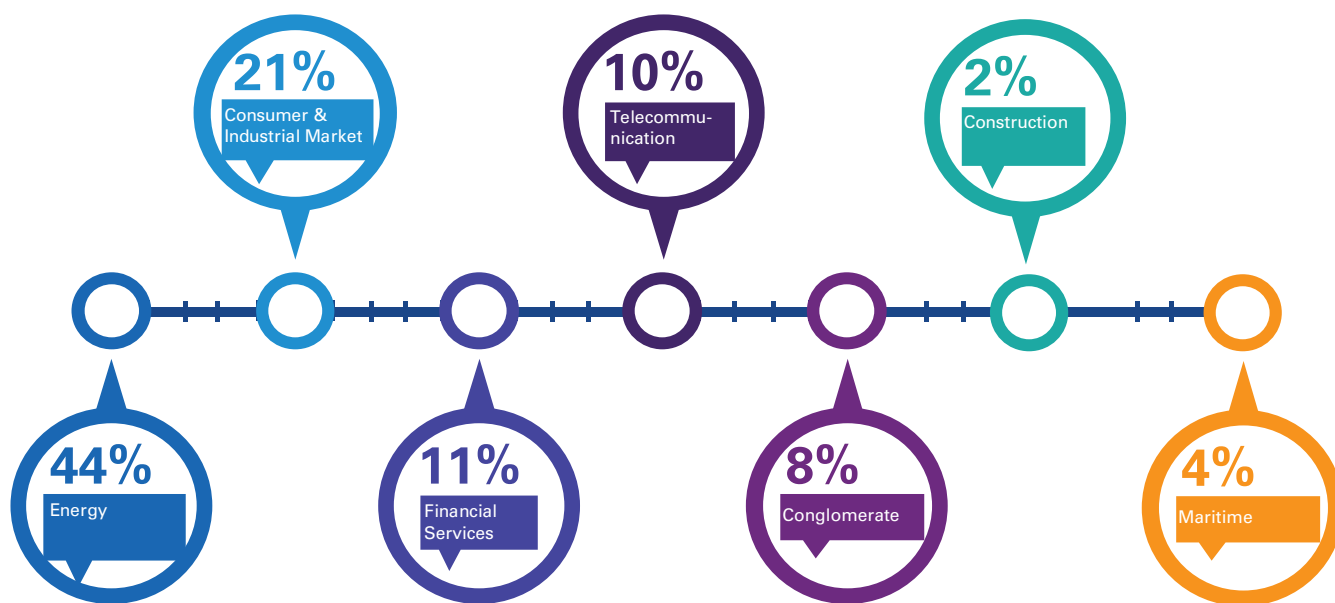 21%
Consumer &
Industrial Market
10%
Telecommu-
nication
2%
Construction
44%
Energy
11%
Financial
Services
8%
Conglomerate
4%
Maritime